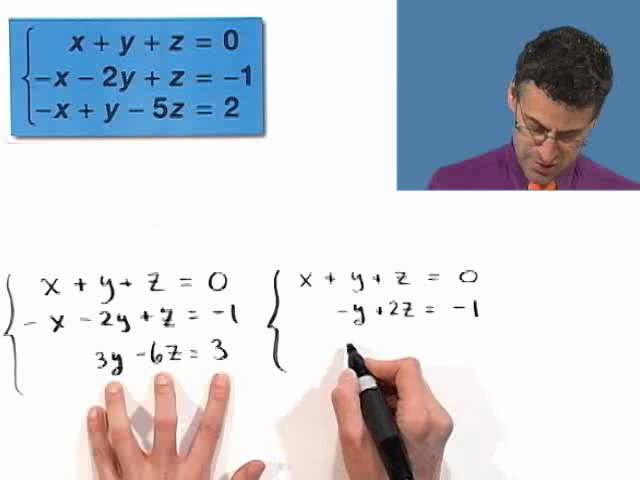 x + y + z = 0
-x - 2y + z = -1
-x + y - 5z = 2
x + y + z = 0
- x - 2y + z = -1
3y - 6z = 3
x + y + z = 0
-y + 2z = -1